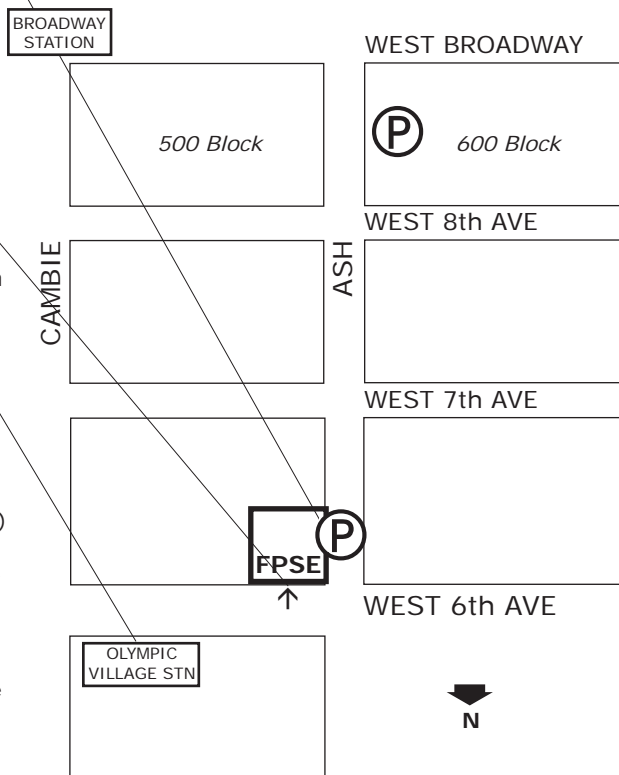 BROADWAY
STATION
WEST BROADWAY
500 Block
P
600 Block
WEST 8th AVE
CAMBIE
ASH
WEST 7th AVE
P
FPSE
WEST 6th AVE
OLYMPIC
VILLAGE STN
N